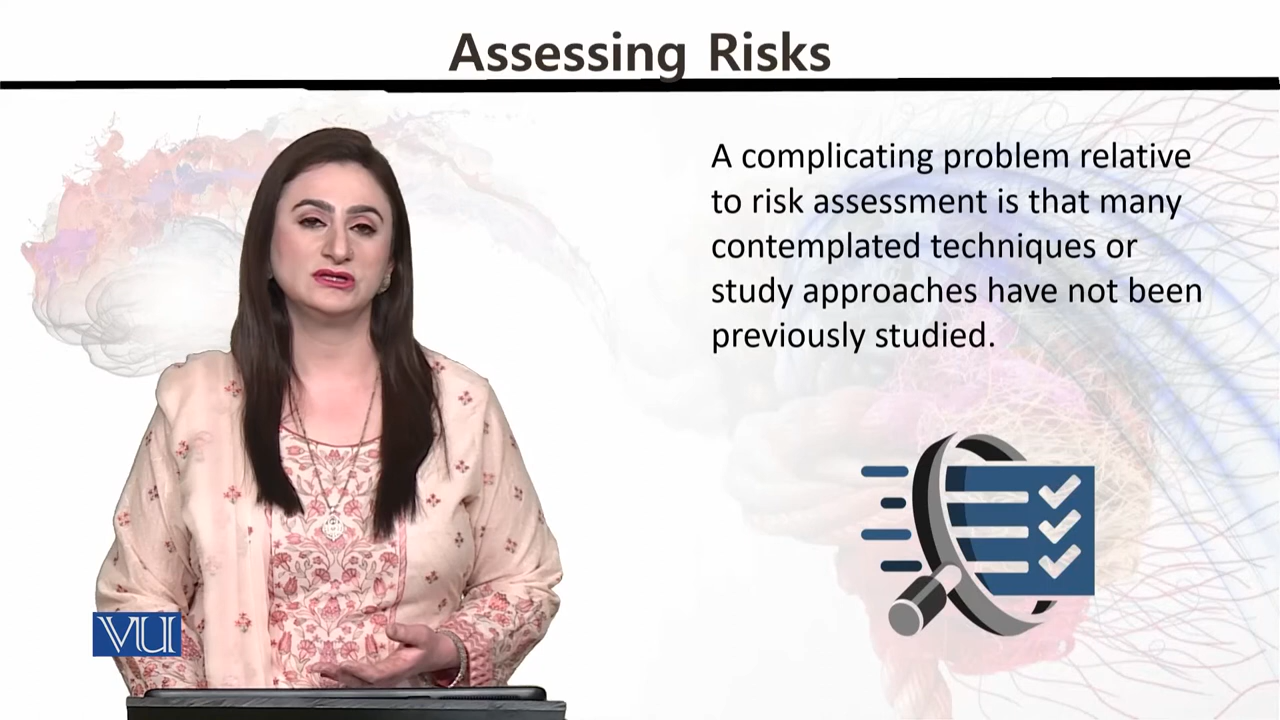 Assessing Risks
A complicating problem relative
to risk assessment is that many
contemplated techniques or
study approaches have not been
previously studied.
VU